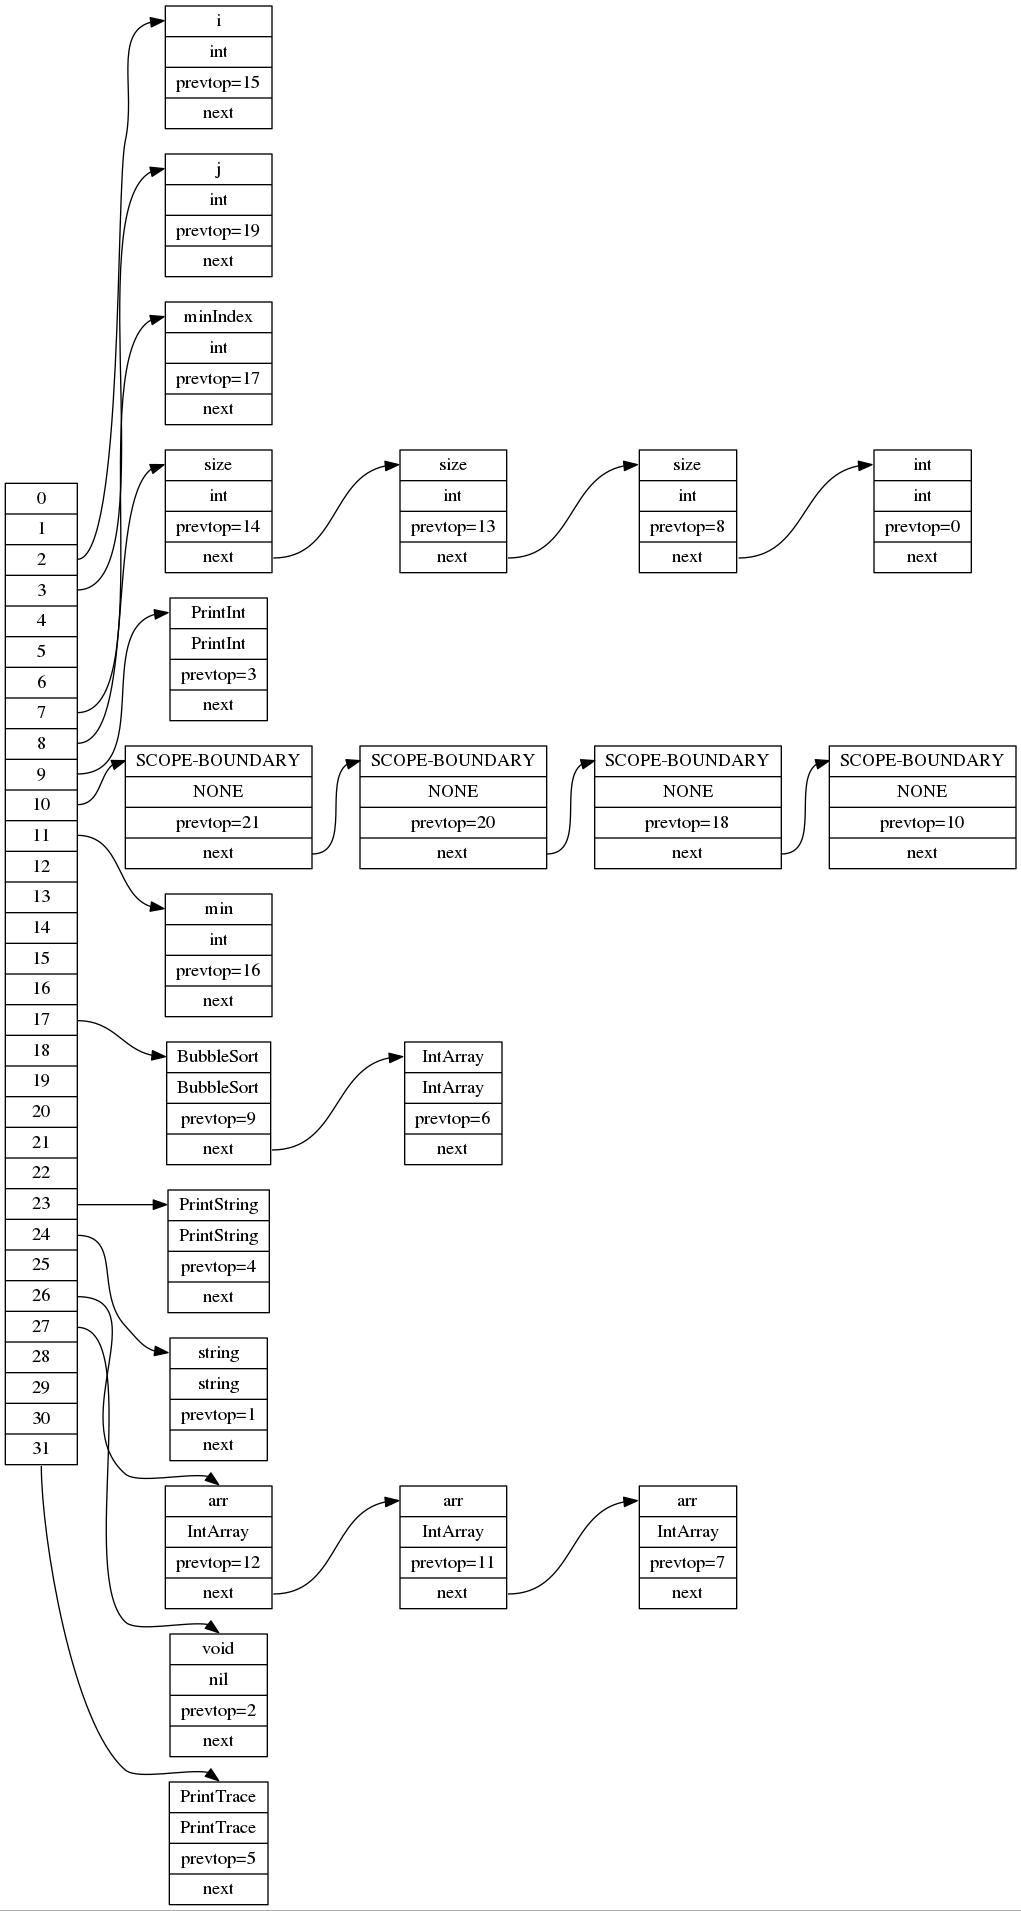 0
1
2
3
4
5
6
7
8
9
10
11
12
13
14
15
16
17
18
19
20
21
22
23
24
25
26
27
28
29
30
31
i
int
prevtop=15
next
j
int
prevtop=19
next
minIndex
int
prevtop=17
next
size
int
prevtop=14
next
size
int
prevtop=13
next
size
int
prevtop=8
next
int
int
prevtop=0
next
PrintInt
PrintInt
prevtop=3
next
SCOPE-BOUNDARY
NONE
prevtop=21
next
SCOPE-BOUNDARY
NONE
prevtop=20
next
SCOPE-BOUNDARY
NONE
prevtop=18
next
SCOPE-BOUNDARY
NONE
prevtop=10
next
min
int
prevtop=16
next
BubbleSort
BubbleSort
prevtop=9
next
IntArray
IntArray
prevtop=6
next
PrintString
PrintString
prevtop=4
next
string
string
prevtop=1
next
arr
IntArray
prevtop=12
next
arr
IntArray
prevtop=11
next
arr
IntArray
prevtop=7
next
void
nil
prevtop=2
next
PrintTrace
PrintTrace
prevtop=5
next